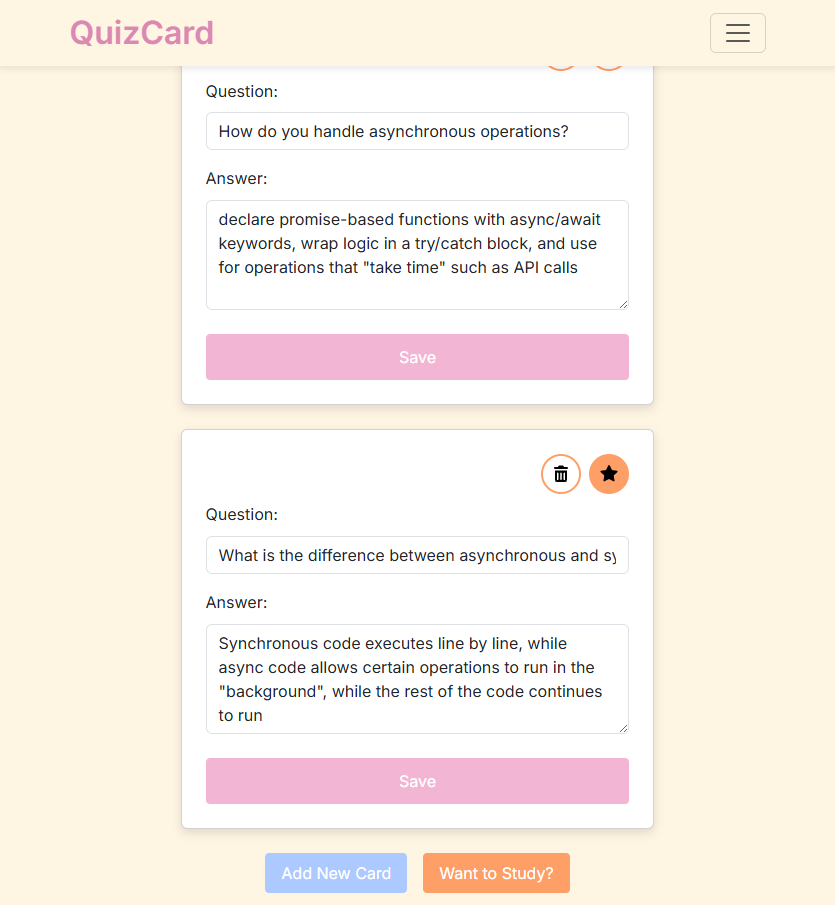 QuizCard
Question:
How do you handle asynchronous operations?
Answer:
declare promise-based functions with async/await
keywords, wrap logic in a try/catch block, and use
for operations that "take time" such as API calls
Save
Question:
What is the difference between asynchronous and sy
Answer:
Synchronous code executes line by line, while
async code allows certain operations to run in the
"background", while the rest of the code continues
to run
Save
Add New Card
Want to Study?